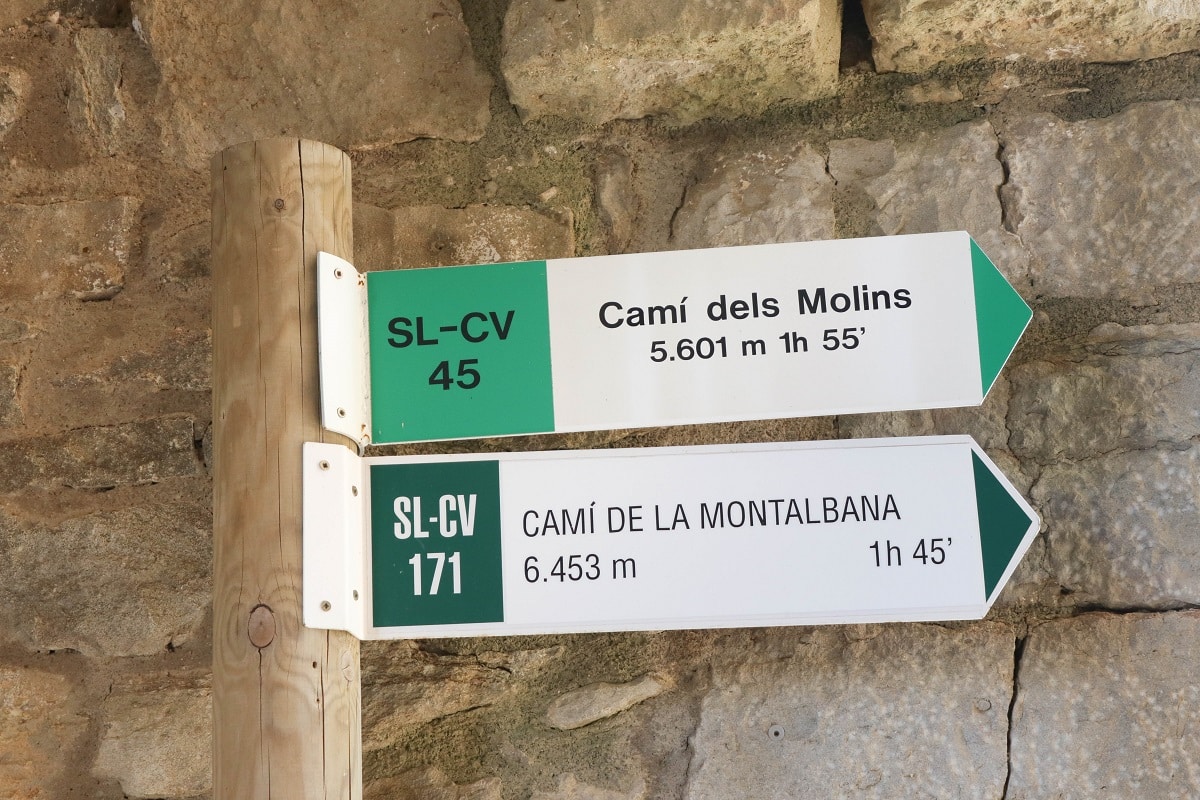 SL-CV
45
Camí dels Molins
5.601 m 1h 55’
SL-CV
171
CAMÍ DE LA MONTALBANA
6.453 m 1h 45’